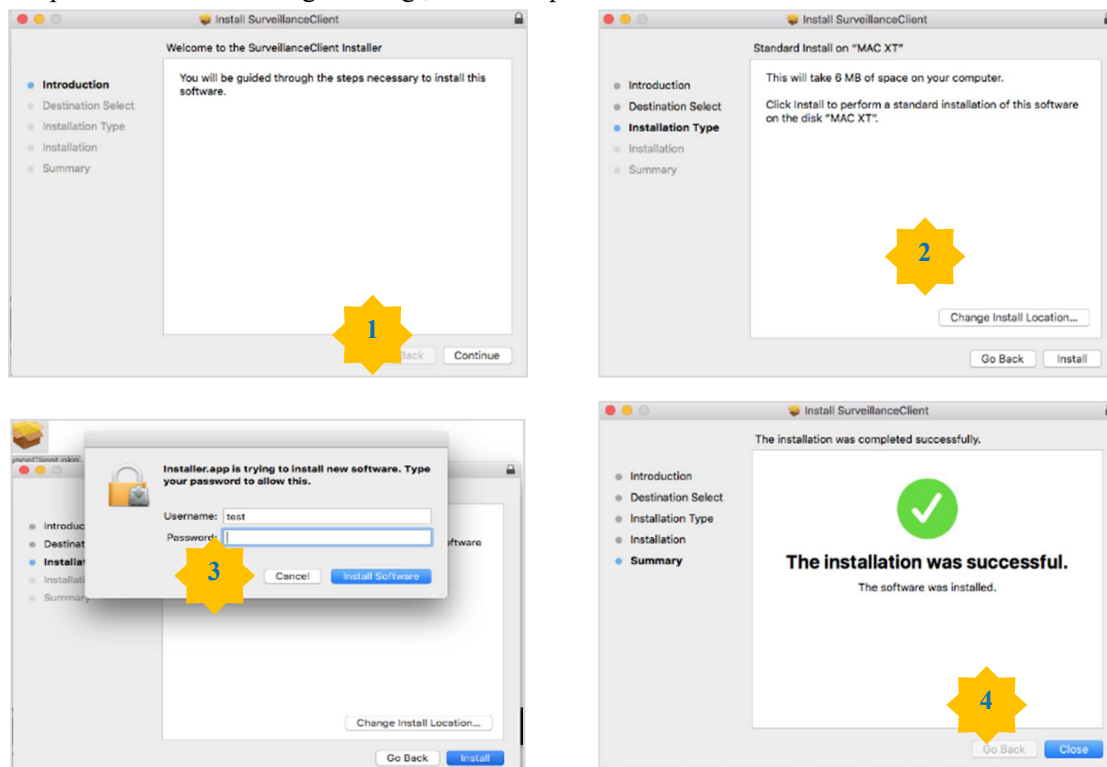 Install SurveillanceClient
Welcome to the SurveillanceClient Installer
Introduction
Destination Select
Installation Type
Installation
Summary
You will be guided through the steps necessary to install this
software.
1
Back
Continue
Install SurveillanceClient
Standard Install on "MAC XT"
Introduction
Destination Select
Installation Type
Installation
Summary
This will take 6 MB of space on your computer.
Click Install to perform a standard installation of this software
on the disk "MAC XT".
2
Change Install Location...
Go Back
Install
Installer.app is trying to install new software. Type
your password to allow this.
Username: test
Password:
3
Cancel
Install Software
Introduc
Destinat
Installat
Installati
Summary
oftware
Change Install Location...
Go Back
Install
Install SurveillanceClient
The installation was completed successfully.
Introduction
Destination Select
Installation Type
Installation
Summary
The installation was successful.
The software was installed.
4
Go Back
Close